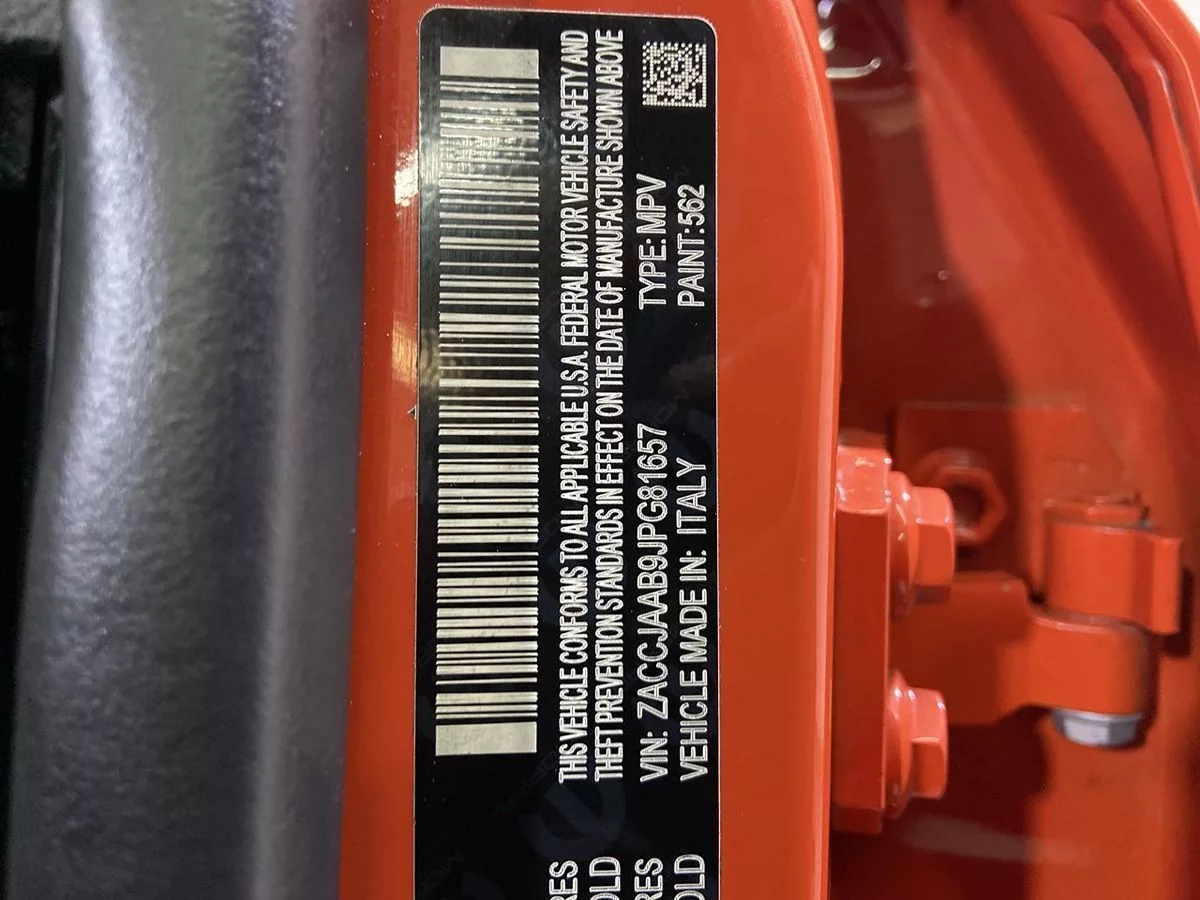 THIS VEHICLE CONFORMS TO ALL APPLICABLE U.S.A. FEDERAL MOTOR VEHICLE SAFETY AND
THEFT PREVENTION STANDARDS IN EFFECT ON THE DATE OF MANUFACTURE SHOWN ABOVE
VIN: ZACCJAAB9JPG81657 TYPE: MPV
VEHICLE MADE IN: ITALY PAINT: 562
RES
OLD
RES
OLD